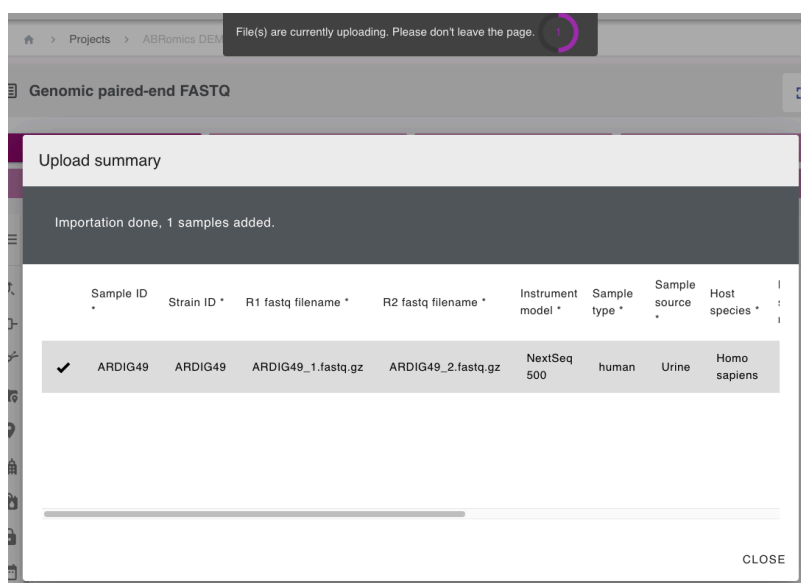 File(s) are currently uploading. Please don't leave the page. 1
Projects > ABRomics DEM
Genomic paired-end FASTQ
Upload summary
Importation done, 1 samples added.
Sample ID * Strain ID * R1 fastq filename * R2 fastq filename * Instrument model * Sample type * Sample source * Host species *
ARDIG49 ARDIG49 ARDIG49_1.fastq.gz ARDIG49_2.fastq.gz NextSeq 500 human Urine Homo sapiens
CLOSE